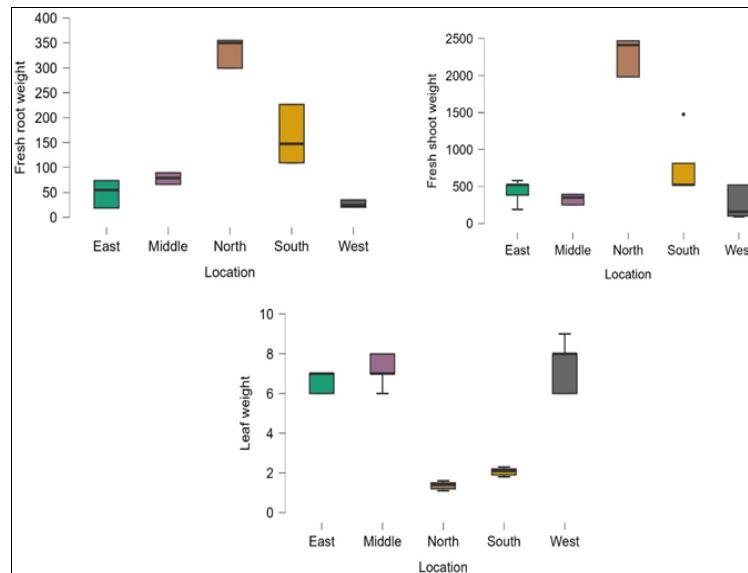 Fresh root weight
400
350
300
250
200
150
100
50
0
East Middle North South West
Location
Fresh shoot weight
2500
2000
1500
1000
500
0
East Middle North South Wes
Location
Leaf weight
10
8
6
4
2
0
East Middle North South West
Location